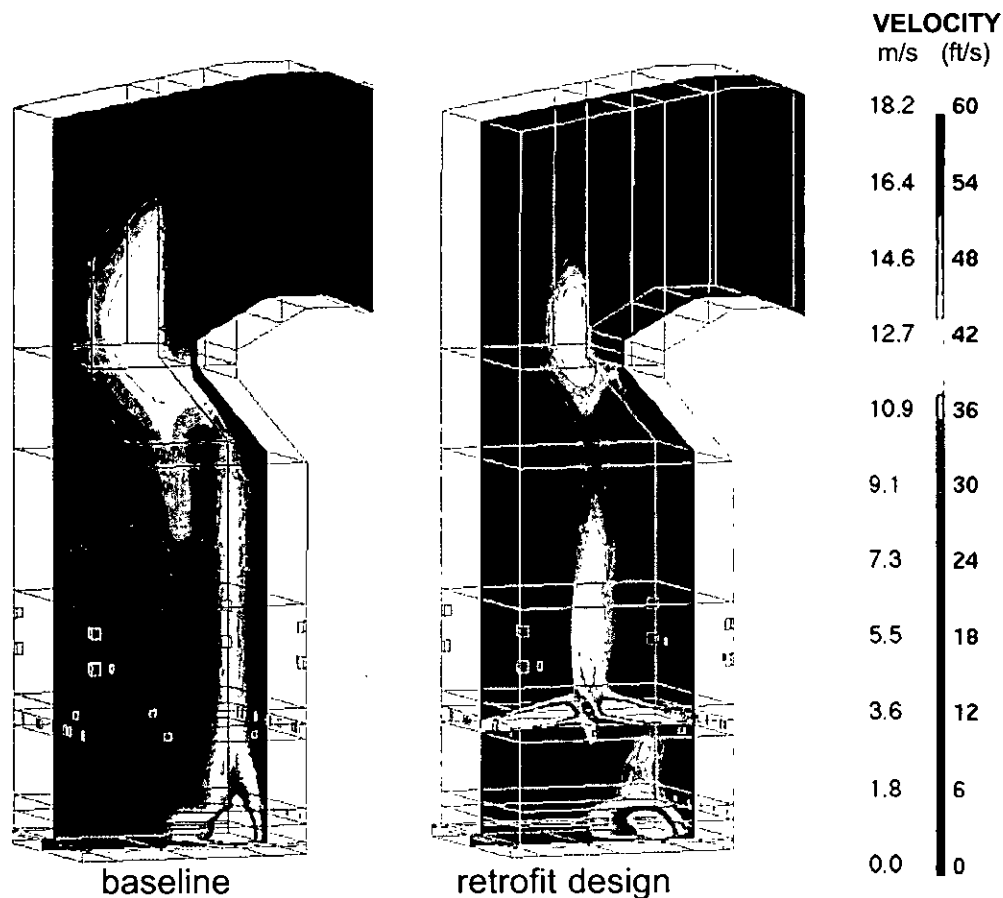 VELOCITY
m/s (ft/s)
18.2 60
16.4 54
14.6 48
12.7 42
10.9 36
9.1 30
7.3 24
5.5 18
3.6 12
1.8 6
0.0 0
baseline
retrofit design